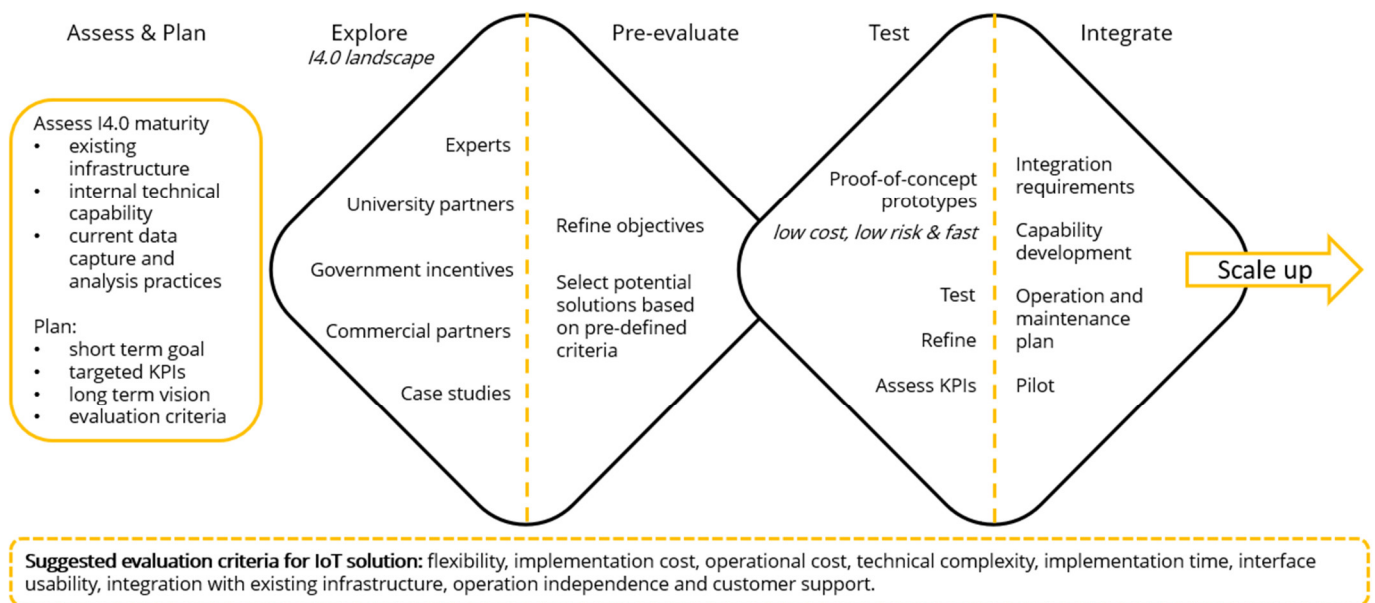 Assess & Plan
Explore
I4.0 landscape
Pre-evaluate
Test
Integrate
Assess I4.0 maturity
• existing
infrastructure
• internal technical
capability
• current data
capture and
analysis practices
Plan:
• short term goal
• targeted KPIs
• long term vision
• evaluation criteria
Experts
University partners
Government incentives
Commercial partners
Case studies
Refine objectives
Select potential
solutions based
on pre-defined
criteria
Proof-of-concept
prototypes
low cost, low risk & fast
Test
Refine
Assess KPIs
Integration
requirements
Capability
development
Operation and
maintenance
plan
Pilot
Scale up
Suggested evaluation criteria for IoT solution: flexibility, implementation cost, operational cost, technical complexity, implementation time, interface
usability, integration with existing infrastructure, operation independence and customer support.